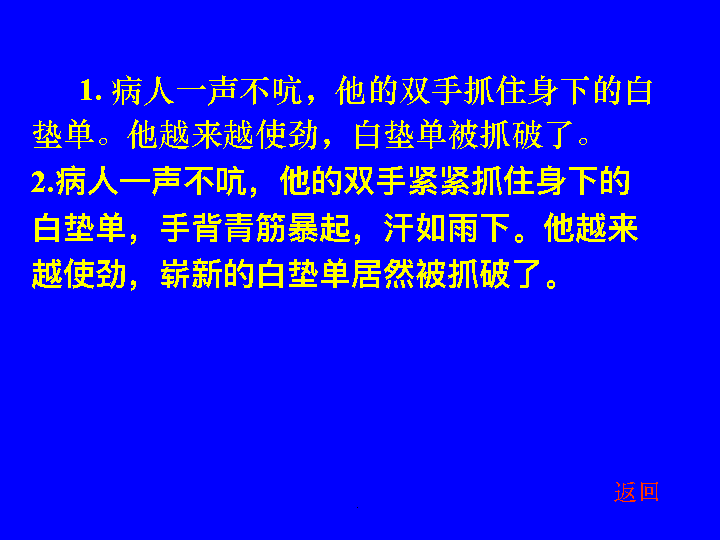 1. 病人一声不吭，他的双手抓住身下的白
垫单。他越来越使劲，白垫单被抓破了。
2.病人一声不吭，他的双手紧紧抓住身下的
白垫单，手背青筋暴起，汗如雨下。他越来
越使劲，崭新的白垫单居然被抓破了。
返回